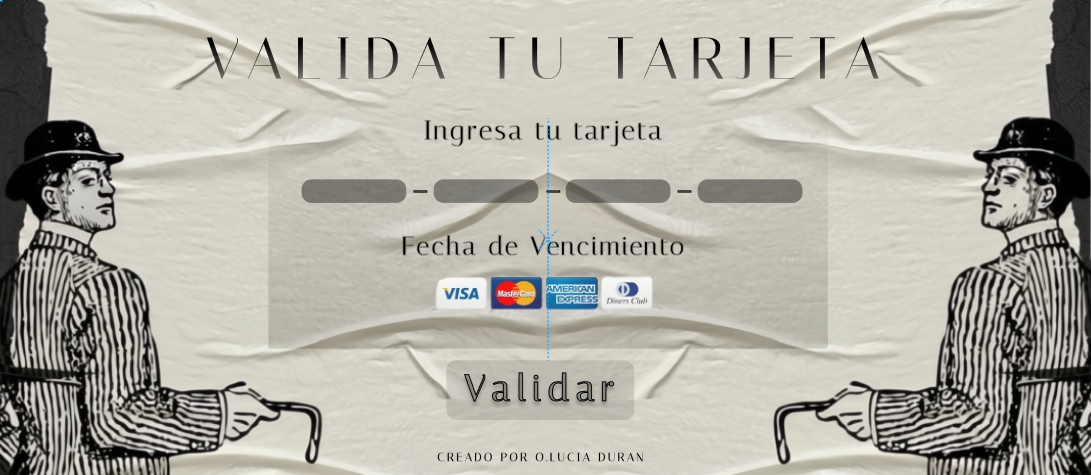 VALIDA TU TARJETA
Ingresa tu tarjeta
Fecha de Vencimiento
VISA MasterCard AMERICAN EXPRESS Diners Club
Validar
CREADO POR O.LUCIA DURAN